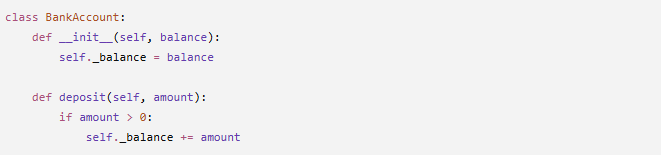 class BankAccount:
    def __init__(self, balance):
        self._balance = balance

    def deposit(self, amount):
        if amount > 0:
            self._balance += amount